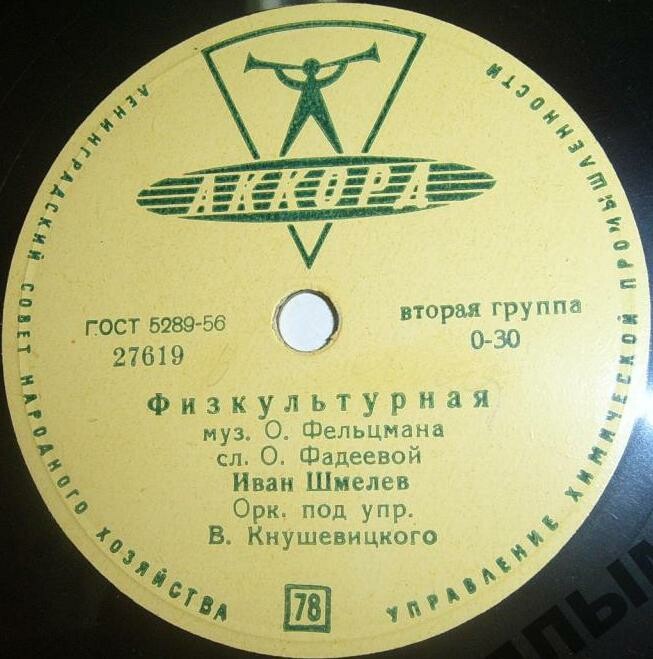 ЛЕНИНГРАДСКИЙ СОВЕТ НАРОДНОГО ХОЗЯЙСТВА
УПРАВЛЕНИЕ ХИМИЧЕСКОЙ ПРОМЫШЛЕННОСТИ
АККОРД
ГОСТ 5289-56
27619
вторая группа
0-30
Физкультурная
муз. О. Фельцмана
сл. О. Фадеевой
Иван Шмелев
Орк. под упр.
В. Кнушевицкого
78